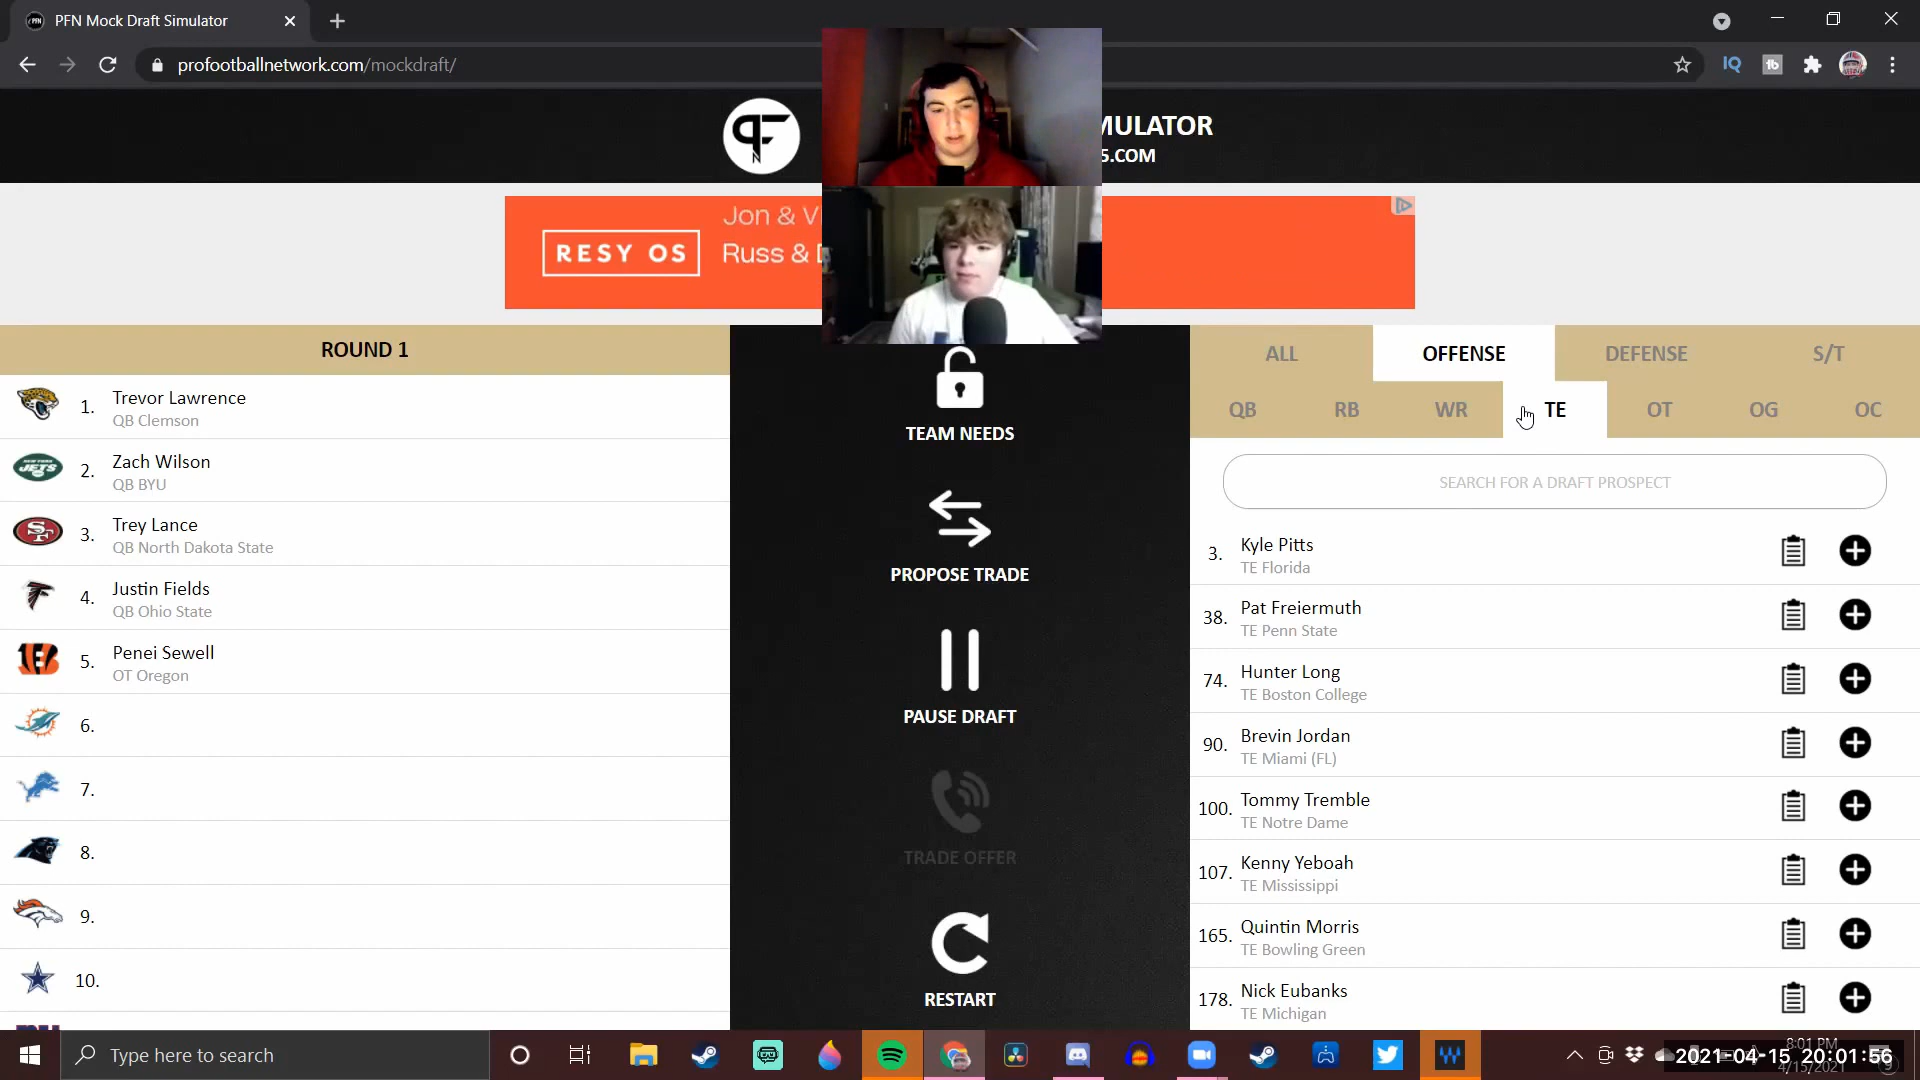 PFN Mock Draft Simulator
profootballnetwork.com/mockdraft/
IQ
tb
PFN
MULATOR
S.COM
RESY OS
Jon & V
Russ &
ROUND 1
1. Trevor Lawrence
QB Clemson
2. Zach Wilson
QB BYU
3. Trey Lance
QB North Dakota State
4. Justin Fields
QB Ohio State
5. Penei Sewell
OT Oregon
6.
7.
8.
9.
10.
TEAM NEEDS
PROPOSE TRADE
PAUSE DRAFT
TRADE OFFER
RESTART
ALL OFFENSE DEFENSE S/T
QB RB WR TE OT OG OC
SEARCH FOR A DRAFT PROSPECT
3. Kyle Pitts
TE Florida
38. Pat Freiermuth
TE Penn State
74. Hunter Long
TE Boston College
90. Brevin Jordan
TE Miami (FL)
100. Tommy Tremble
TE Notre Dame
107. Kenny Yeboah
TE Mississippi
165. Quintin Morris
TE Bowling Green
178. Nick Eubanks
TE Michigan
Type here to search
8:01 PM
4/15/2021
2021-04-15 20:01:56